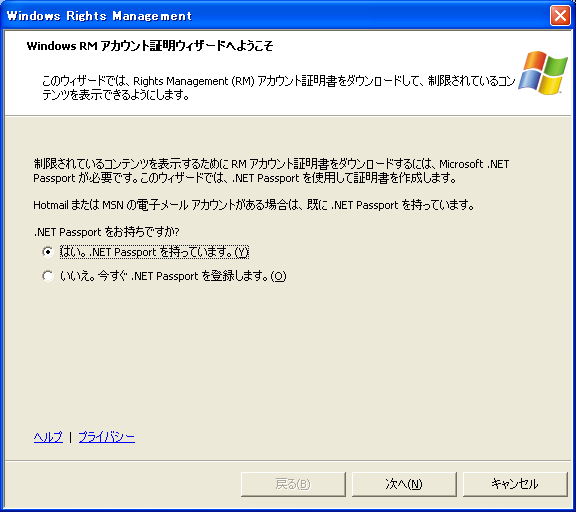 Windows Rights Management
Windows RM アカウント証明ウィザードへようこそ
このウィザードでは、Rights Management (RM) アカウント証明書をダウンロードして、制限されているコン
テンツを表示できるようにします。
制限されているコンテンツを表示するために RM アカウント証明書をダウンロードするには、Microsoft .NET
Passport が必要です。このウィザードでは、.NET Passport を使用して証明書を作成します。
Hotmail または MSN の電子メール アカウントがある場合は、既に .NET Passport を持っています。
.NET Passport をお持ちですか?
はい。.NET Passport を持っています。(Y)
いいえ。今すぐ .NET Passport を登録します。(O)
ヘルプ | プライバシー
戻る(B) 次へ(N) キャンセル